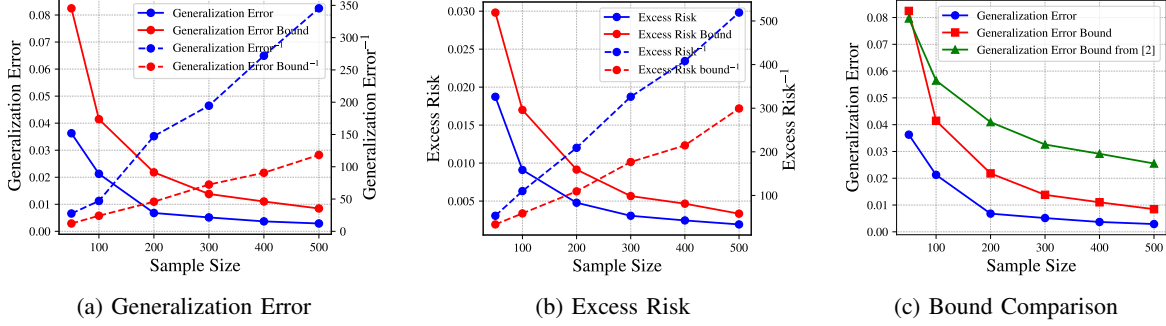 Generalization Error
Generalization Error Bound
Generalization Error⁻¹
Generalization Error Bound⁻¹
0.08
0.07
0.06
0.05
0.04
0.03
0.02
0.01
0.00
Generalization Error
350
300
250
200
150
100
50
0
Generalization Error⁻¹
100 200 300 400 500
Sample Size
(a) Generalization Error
Excess Risk
Excess Risk Bound
Excess Risk⁻¹
Excess Risk bound⁻¹
0.030
0.025
0.020
0.015
0.010
0.005
Excess Risk
500
400
300
200
100
Excess Risk⁻¹
100 200 300 400 500
Sample Size
(b) Excess Risk
Generalization Error
Generalization Error Bound
Generalization Error Bound from [2]
0.08
0.07
0.06
0.05
0.04
0.03
0.02
0.01
0.00
Generalization Error
100 200 300 400 500
Sample Size
(c) Bound Comparison